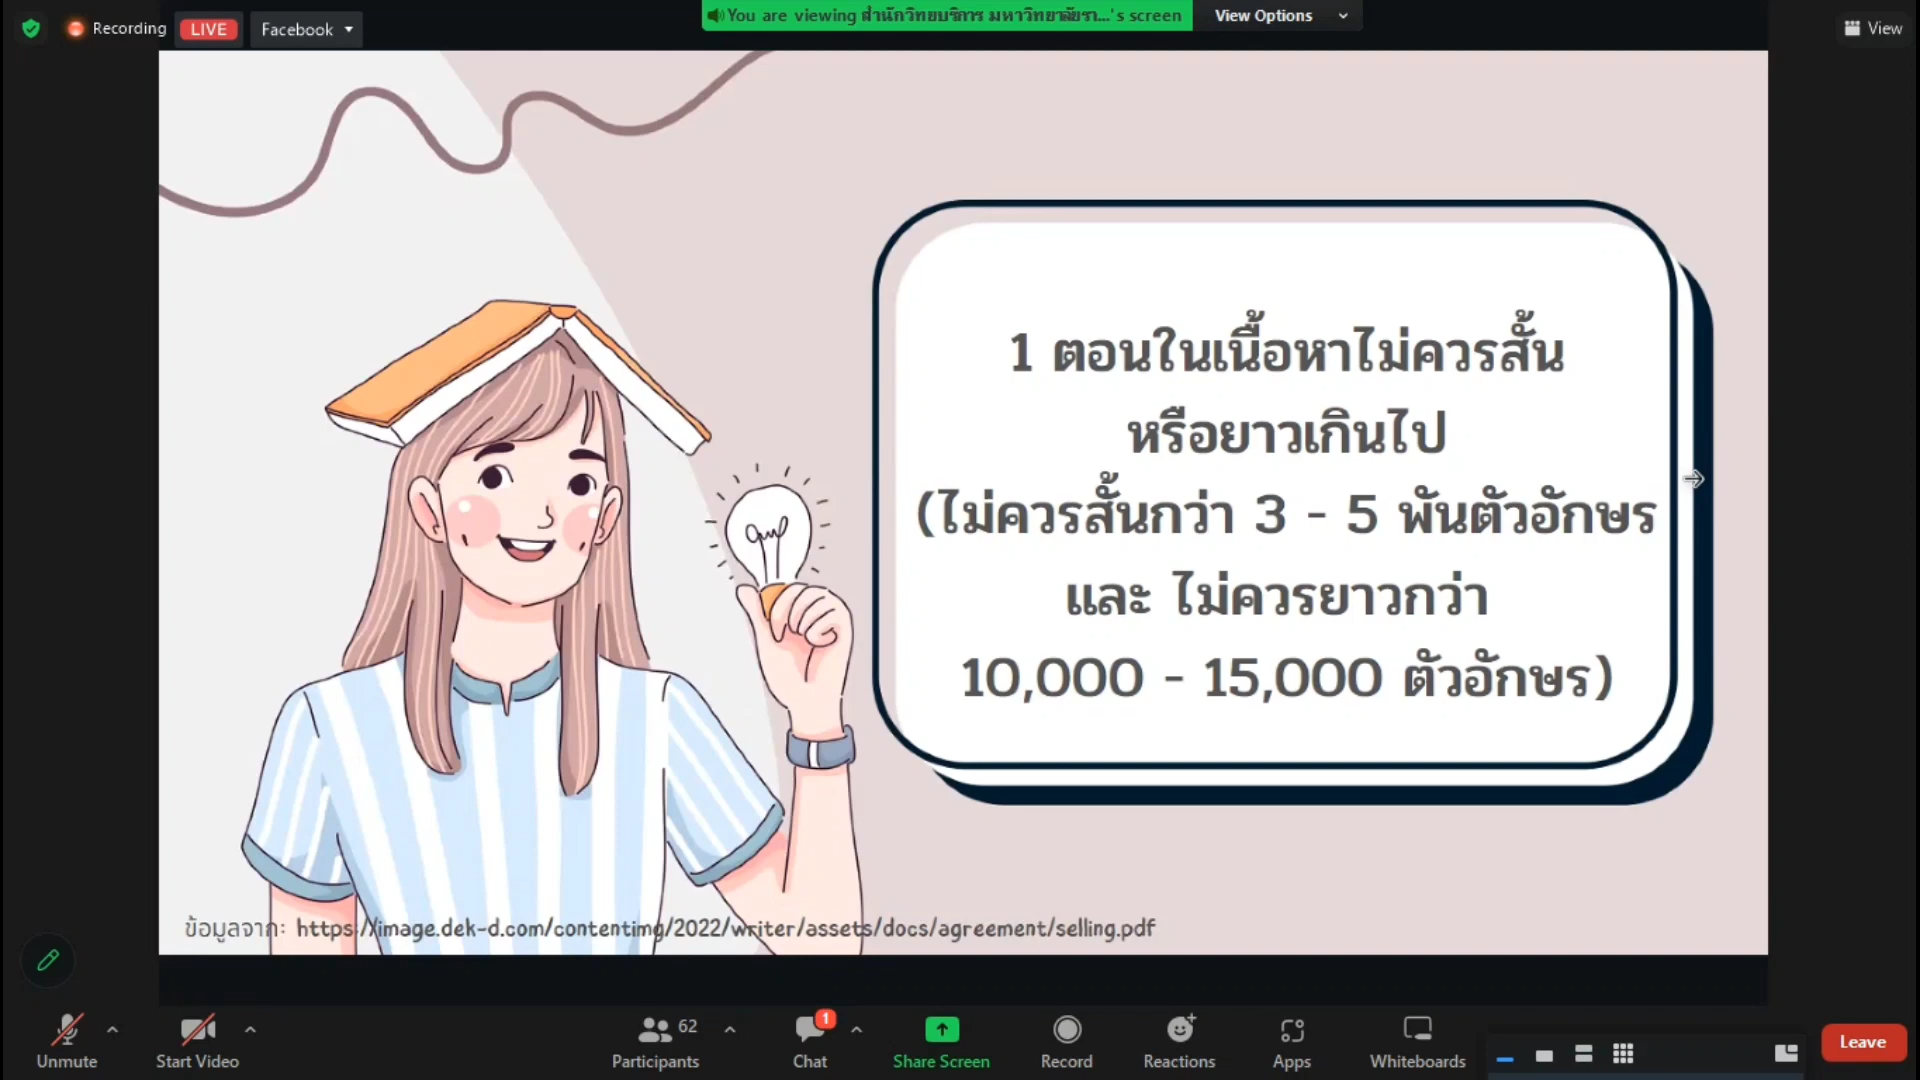 Recording
LIVE
Facebook
You are viewing สำนักวิทยบริการ มหาวิทยาลัยรา...'s screen
View Options
View
1 ตอนในเนื้อหาไม่ควรสั้น
หรือยาวเกินไป
(ไม่ควรสั้นกว่า 3 - 5 พันตัวอักษร
และ ไม่ควรยาวกว่า
10,000 - 15,000 ตัวอักษร)
ข้อมูลจาก: https://image.dek-d.com/contentimg/2022/writer/assets/docs/agreement/selling.pdf
Unmute
Start Video
62
Participants
1
Chat
Share Screen
Record
Reactions
Apps
Whiteboards
Leave